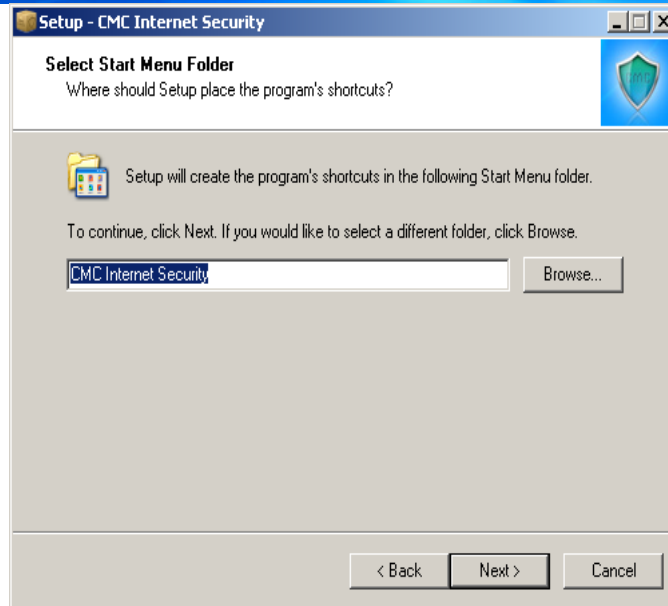 Setup - CMC Internet Security
Select Start Menu Folder
Where should Setup place the program's shortcuts?
CMC
Setup will create the program's shortcuts in the following Start Menu folder.
To continue, click Next. If you would like to select a different folder, click Browse.
CMC Internet Security
Browse...
< Back
Next >
Cancel